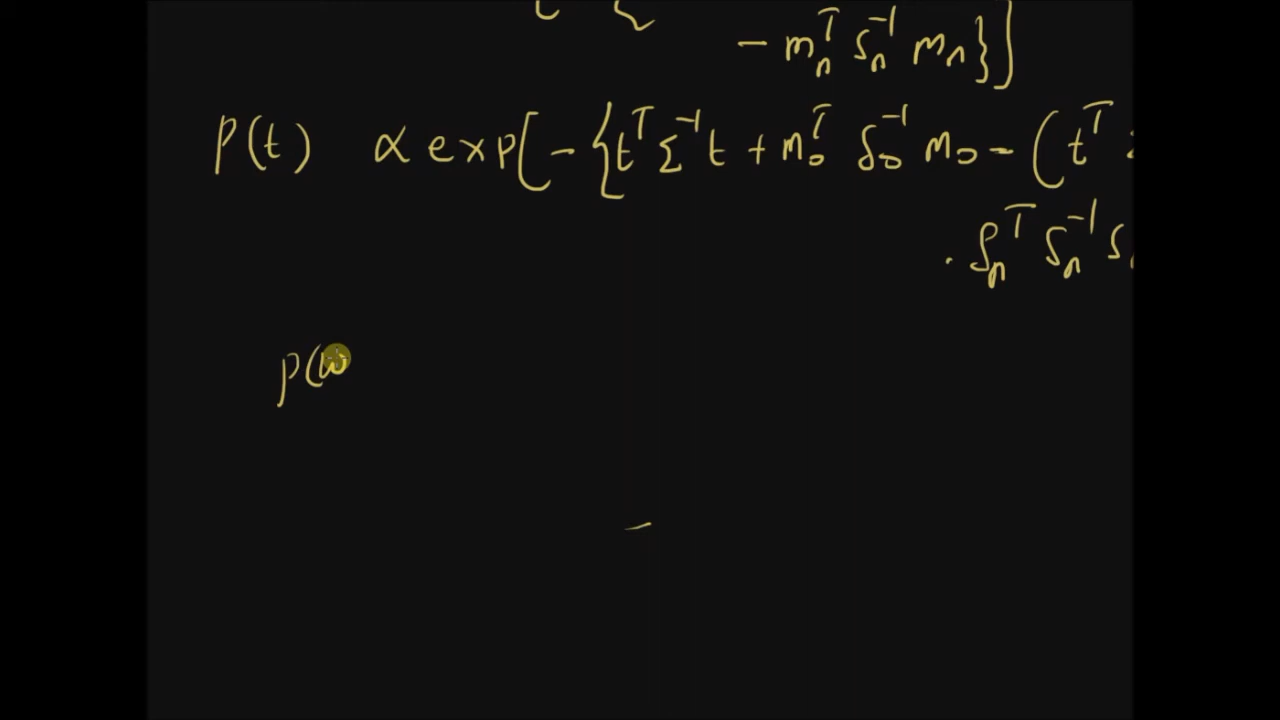 - mₙᵀ Sₙ⁻¹ mₙ}]
P(t) ∝ exp[-{tᵀ Σ⁻¹ t + m₀ᵀ S₀⁻¹ m₀ - (tᵀ
. Sₙᵀ Sₙ⁻¹ S
p(w